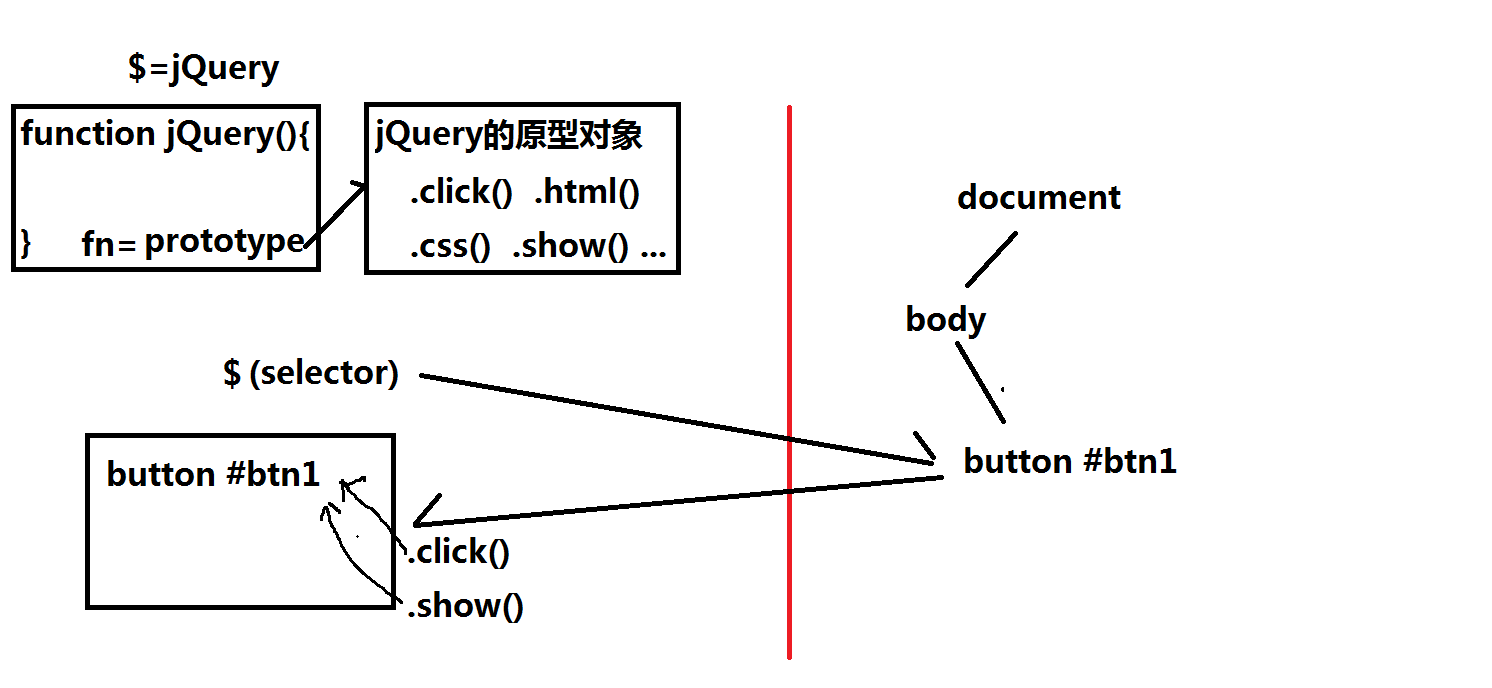 $=jQuery
function jQuery(){
} fn= prototype
jQuery的原型对象
.click() .html()
.css() .show() ...
document
body
button #btn1
$ (selector)
button #btn1
.click()
.show()